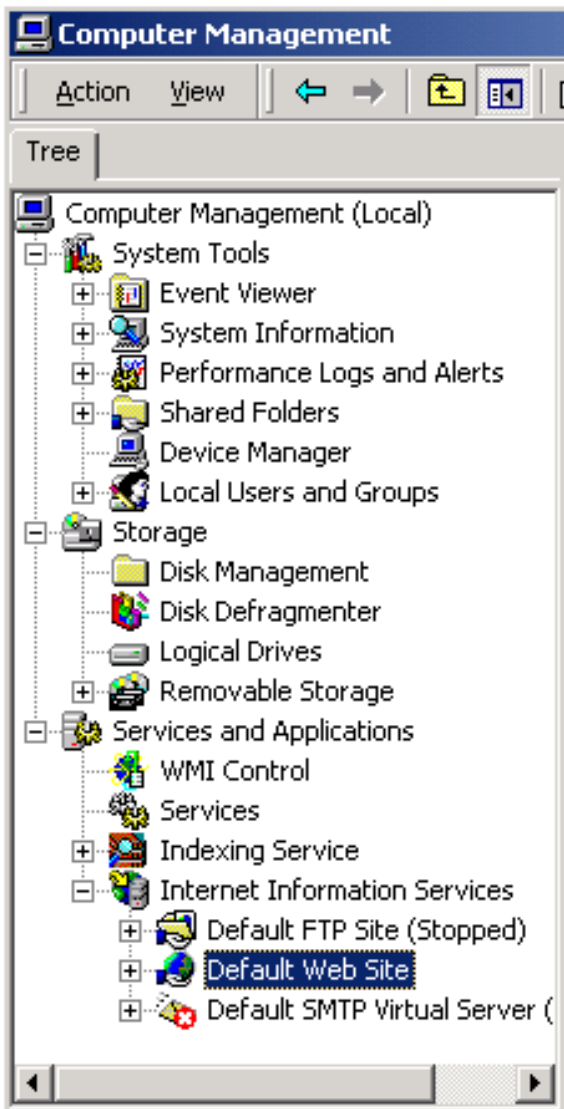 Computer Management
Action View
Tree
Computer Management (Local)
System Tools
Event Viewer
System Information
Performance Logs and Alerts
Shared Folders
Device Manager
Local Users and Groups
Storage
Disk Management
Disk Defragmenter
Logical Drives
Removable Storage
Services and Applications
WMI Control
Services
Indexing Service
Internet Information Services
Default FTP Site (Stopped)
Default Web Site
Default SMTP Virtual Server (